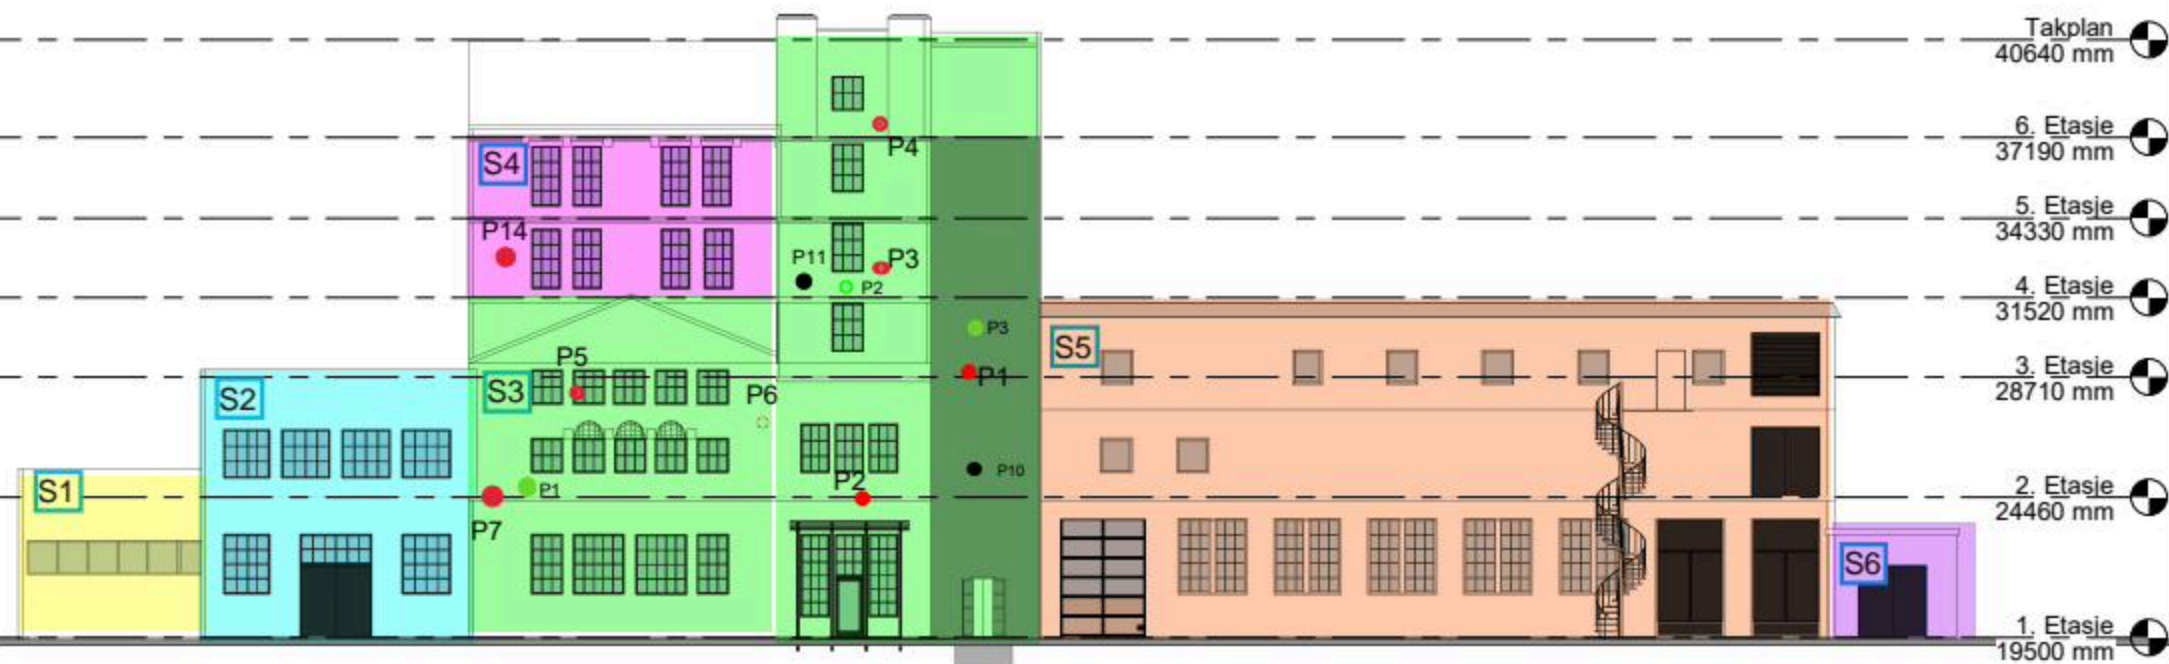 Takplan
40640 mm
6. Etasje
37190 mm
P4
S4
5. Etasje
34330 mm
P14
P11
P3
P2
4. Etasje
31520 mm
P3
S5
P5
P1
3. Etasje
28710 mm
S2
S3
P6
P10
S1
P1
P2
2. Etasje
24460 mm
P7
S6
1. Etasje
19500 mm